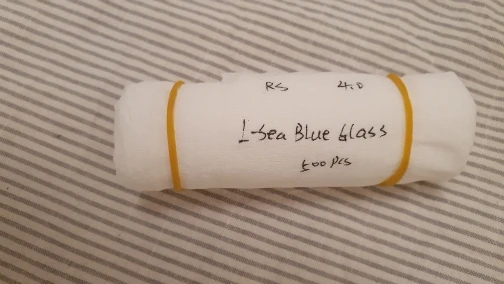 RS 4.0
L-Sea Blue Glass
500 Pcs